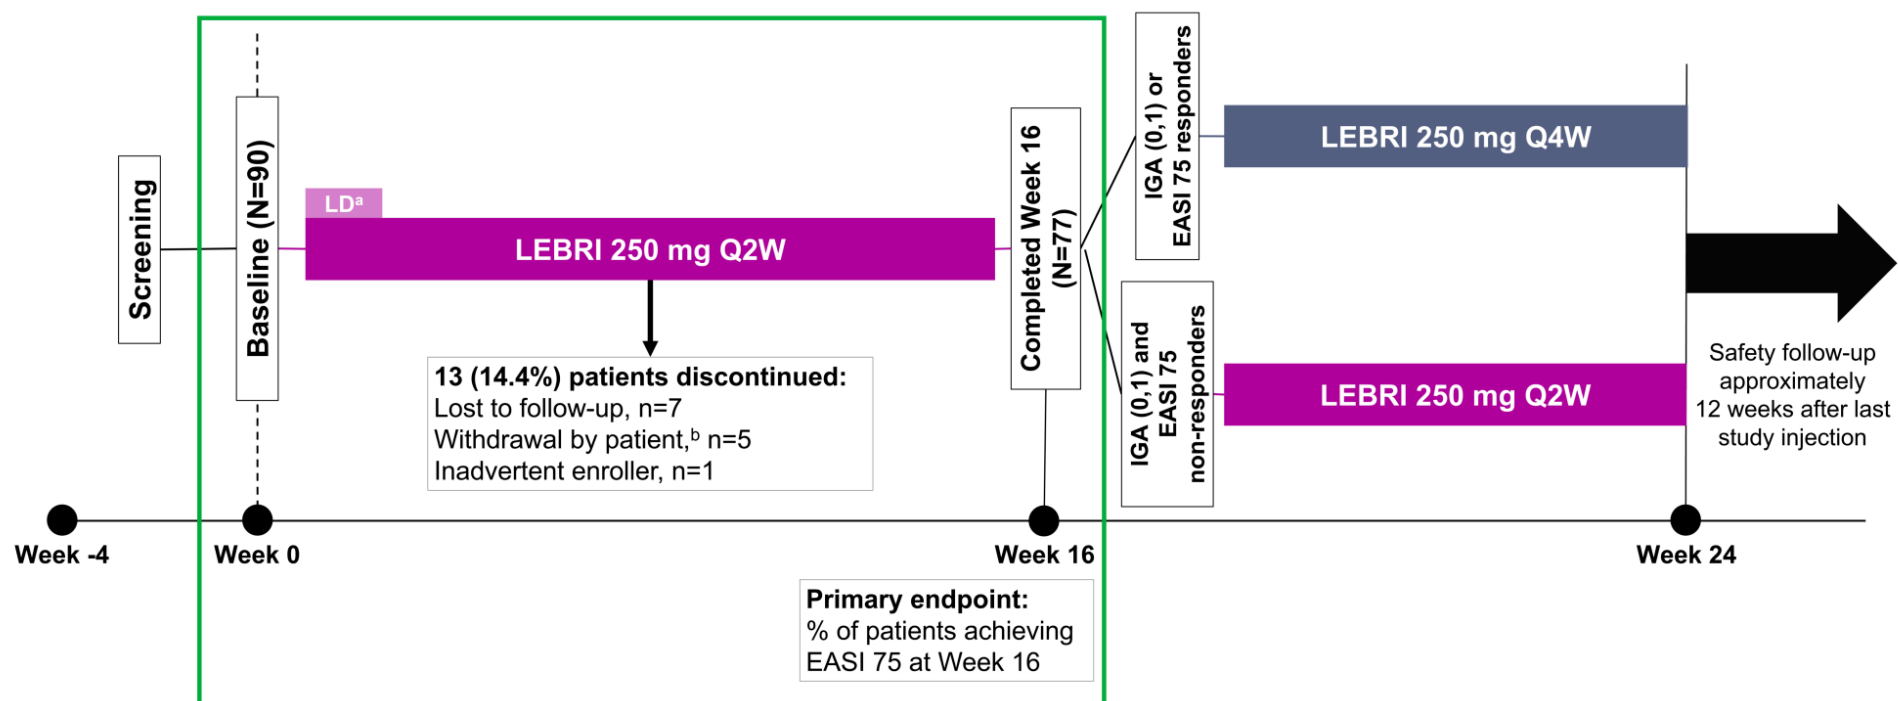 Screening
Baseline (N=90)
LDᵃ
LEBRI 250 mg Q2W
13 (14.4%) patients discontinued:
Lost to follow-up, n=7
Withdrawal by patient,ᵇ n=5
Inadvertent enroller, n=1
Completed Week 16
(N=77)
IGA (0,1) or
EASI 75 responders
LEBRI 250 mg Q4W
IGA (0,1) and
EASI 75
non-responders
LEBRI 250 mg Q2W
Safety follow-up
approximately
12 weeks after last
study injection
Week -4
Week 0
Week 16
Week 24
Primary endpoint:
% of patients achieving
EASI 75 at Week 16